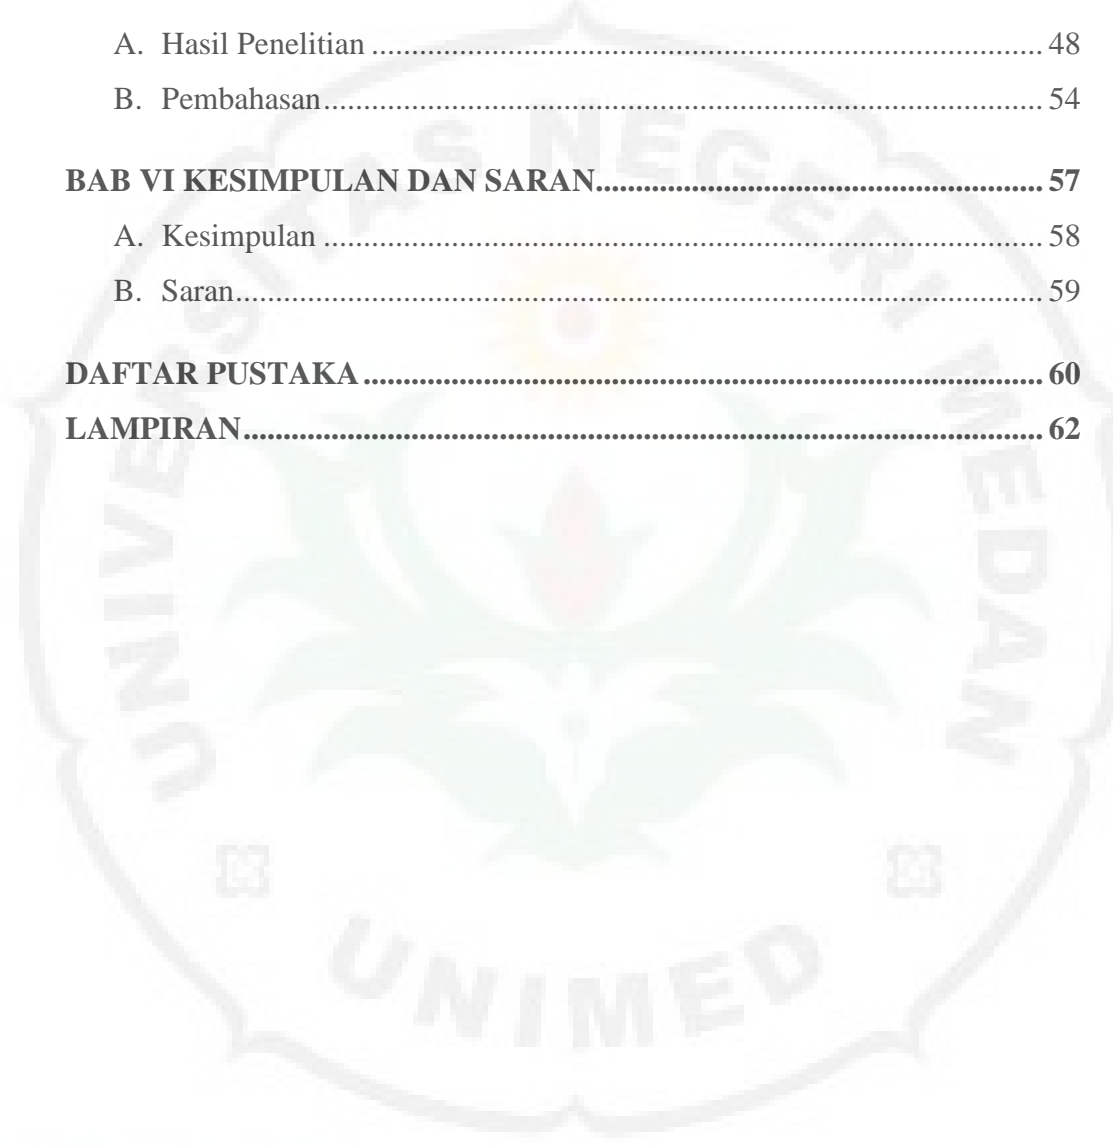 A. Hasil Penelitian ........................................................................................ 48
B. Pembahasan............................................................................................... 54
BAB VI KESIMPULAN DAN SARAN......................................................... 57
A. Kesimpulan .............................................................................................. 58
B. Saran.......................................................................................................... 59
DAFTAR PUSTAKA ...................................................................................... 60
LAMPIRAN..................................................................................................... 62
UNIVERSITAS NEGERI MEDAN
UNIMED